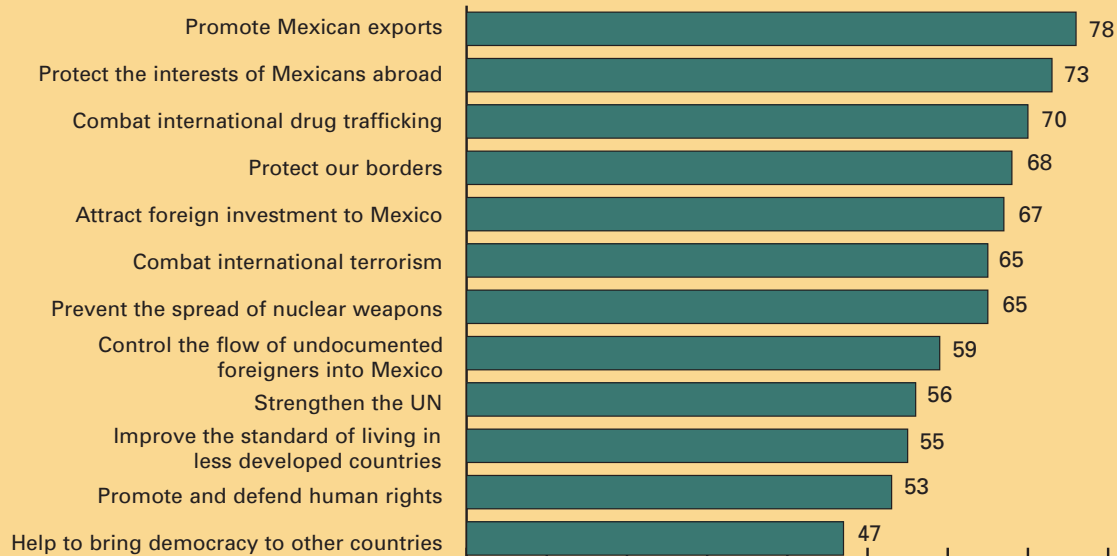 Promote Mexican exports 78
Protect the interests of Mexicans abroad 73
Combat international drug trafficking 70
Protect our borders 68
Attract foreign investment to Mexico 67
Combat international terrorism 65
Prevent the spread of nuclear weapons 65
Control the flow of undocumented
foreigners into Mexico 59
Strengthen the UN 56
Improve the standard of living in
less developed countries 55
Promote and defend human rights 53
Help to bring democracy to other countries 47